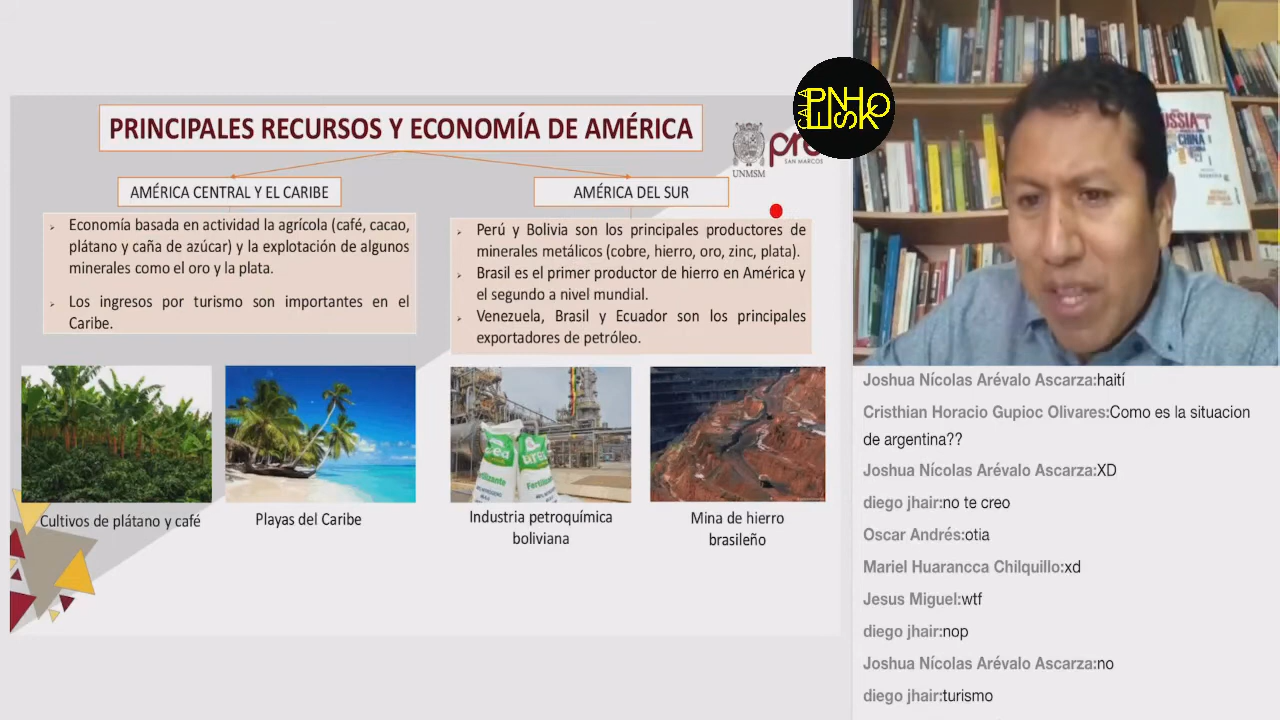 PRINCIPALES RECURSOS Y ECONOMÍA DE AMÉRICA
UNMSM
SAN MARCOS
CALA
PENHO
ESK
AMÉRICA CENTRAL Y EL CARIBE
Economía basada en actividad la agrícola (café, cacao,
plátano y caña de azúcar) y la explotación de algunos
minerales como el oro y la plata.
Los ingresos por turismo son importantes en el
Caribe.
AMÉRICA DEL SUR
Perú y Bolivia son los principales productores de
minerales metálicos (cobre, hierro, oro, zinc, plata).
Brasil es el primer productor de hierro en América y
el segundo a nivel mundial.
Venezuela, Brasil y Ecuador son los principales
exportadores de petróleo.
Cultivos de plátano y café
Playas del Caribe
Industria petroquímica
boliviana
Mina de hierro
brasileño
CHINA
Joshua Nícolas Arévalo Ascarza:haití
Cristhian Horacio Gupioc Olivares:Como es la situacion
de argentina??
Joshua Nícolas Arévalo Ascarza:XD
diego jhair:no te creo
Oscar Andrés:otia
Mariel Huarancca Chilquillo:xd
Jesus Miguel:wtf
diego jhair:nop
Joshua Nícolas Arévalo Ascarza:no
diego jhair:turismo